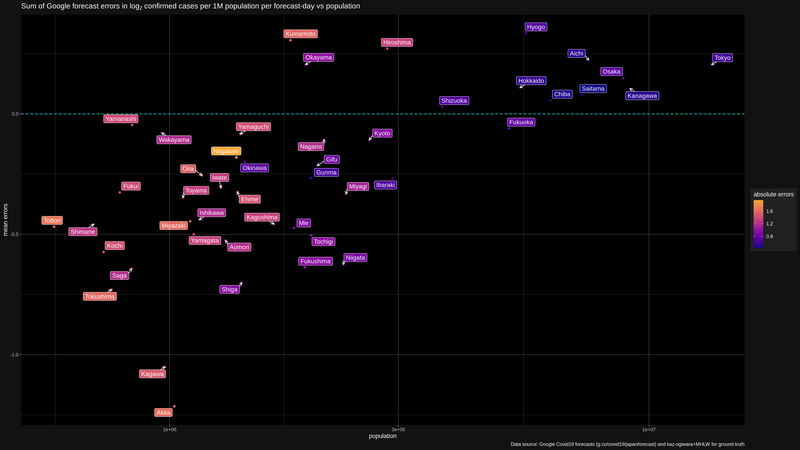 Sum of Google forecast errors in log2 confirmed cases per 1M population per forecast-day vs population
Hyogo
Kumamoto
Hiroshima
Aichi
Okayama
Tokyo
Osaka
Hokkaido
Saitama
Chiba
Kanagawa
Shizuoka
0.0
Yamanashi
Fukuoka
Yamaguchi
Kyoto
Wakayama
Nagano
Nagasaki
Gifu
Oita
Okinawa
Gunma
Iwate
Fukui
Toyama
Miyagi
Ibaraki
Ehime
Ishikawa
Kagoshima
Tottori
Miyazaki
Mie
Shimane
-0.5
Yamagata
Tochigi
Kochi
Aomori
Niigata
Fukushima
Saga
Shiga
Tokushima
-1.0
Kagawa
Akita
mean errors
1e+06
3e+06
1e+07
population
absolute errors
1.6
1.2
0.8
Data source: Google Covid19 forecasts (g.co/covid19/japanforecast) and kaz-ogiwara+MHLW for ground-truth